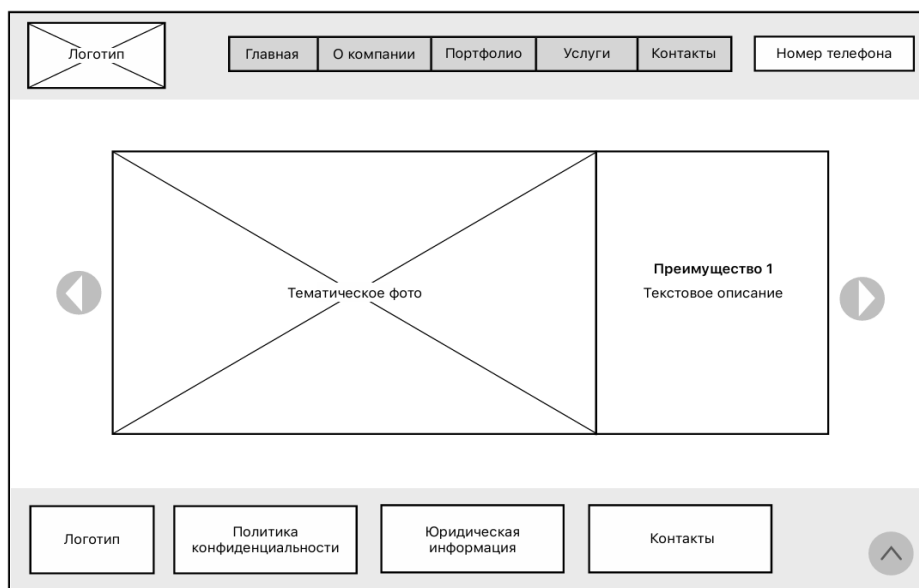 Логотип
Главная
О компании
Портфолио
Услуги
Контакты
Номер телефона
Тематическое фото
Преимущество 1
Текстовое описание
Логотип
Политика
конфиденциальности
Юридическая
информация
Контакты